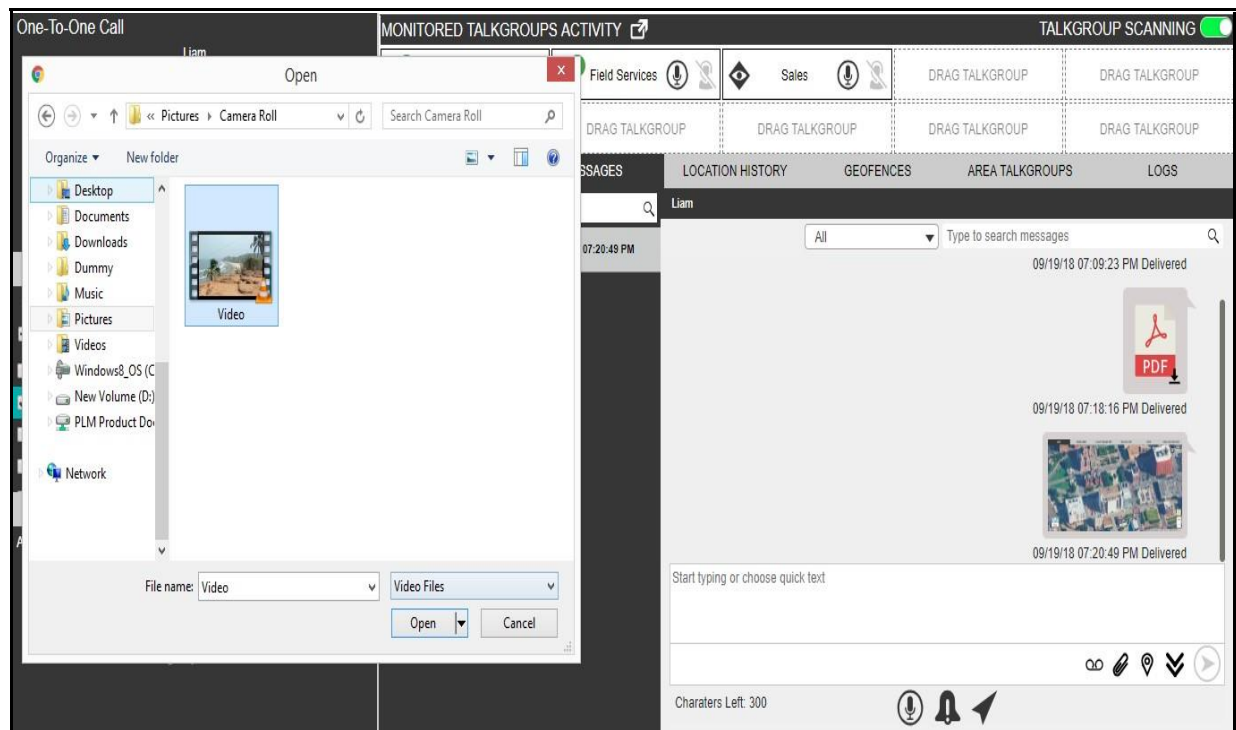 One-To-One Call
Liam
MONITORED TALKGROUPS ACTIVITY
TALKGROUP SCANNING
Field Services
Sales
DRAG TALKGROUP
DRAG TALKGROUP
DRAG TALKGROUP
DRAG TALKGROUP
DRAG TALKGROUP
DRAG TALKGROUP
Open
x
« Pictures Camera Roll
Search Camera Roll
Organize
New folder
Desktop
Documents
Downloads
Dummy
Music
Pictures
Videos
Windows8_OS (C
New Volume (D:)
PLM Product Do
Network
Video
File name: Video
Video Files
Open
Cancel
SSAGES
LOCATION HISTORY
GEOFENCES
AREA TALKGROUPS
LOGS
07:20:49 PM
Liam
All
Type to search messages
09/19/18 07:09:23 PM Delivered
PDF
09/19/18 07:18:16 PM Delivered
09/19/18 07:20:49 PM Delivered
Start typing or choose quick text
Charaters Left: 300